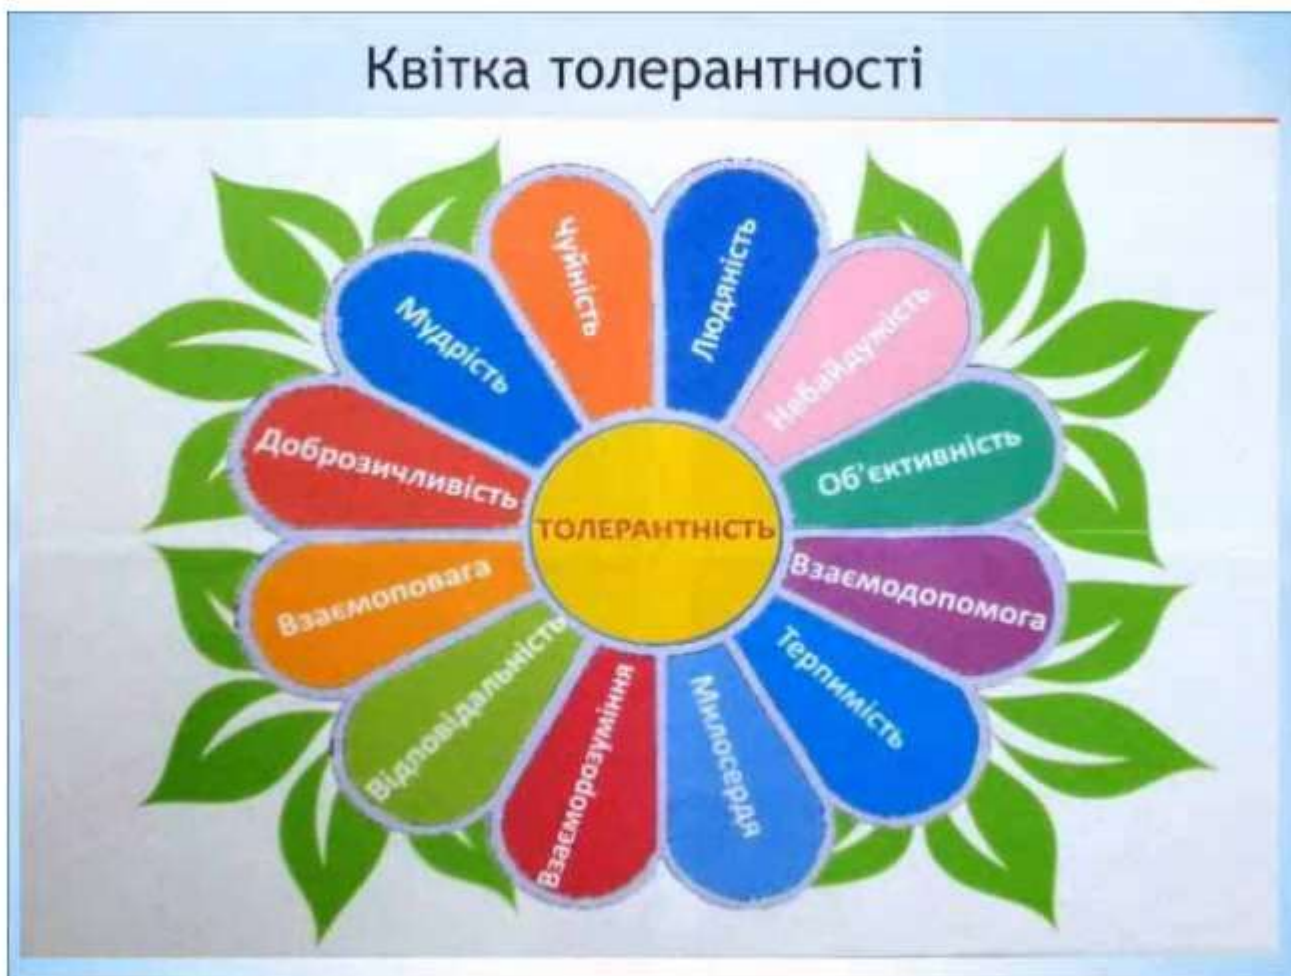 Квітка толерантності
Чуйність
Людяність
Небайдужість
Об'єктивність
Взаємодопомога
Терпимість
Милосердя
Взаєморозуміння
Відповідальність
Взаємоповага
Доброзичливість
Мудрість
ТОЛЕРАНТНІСТЬ